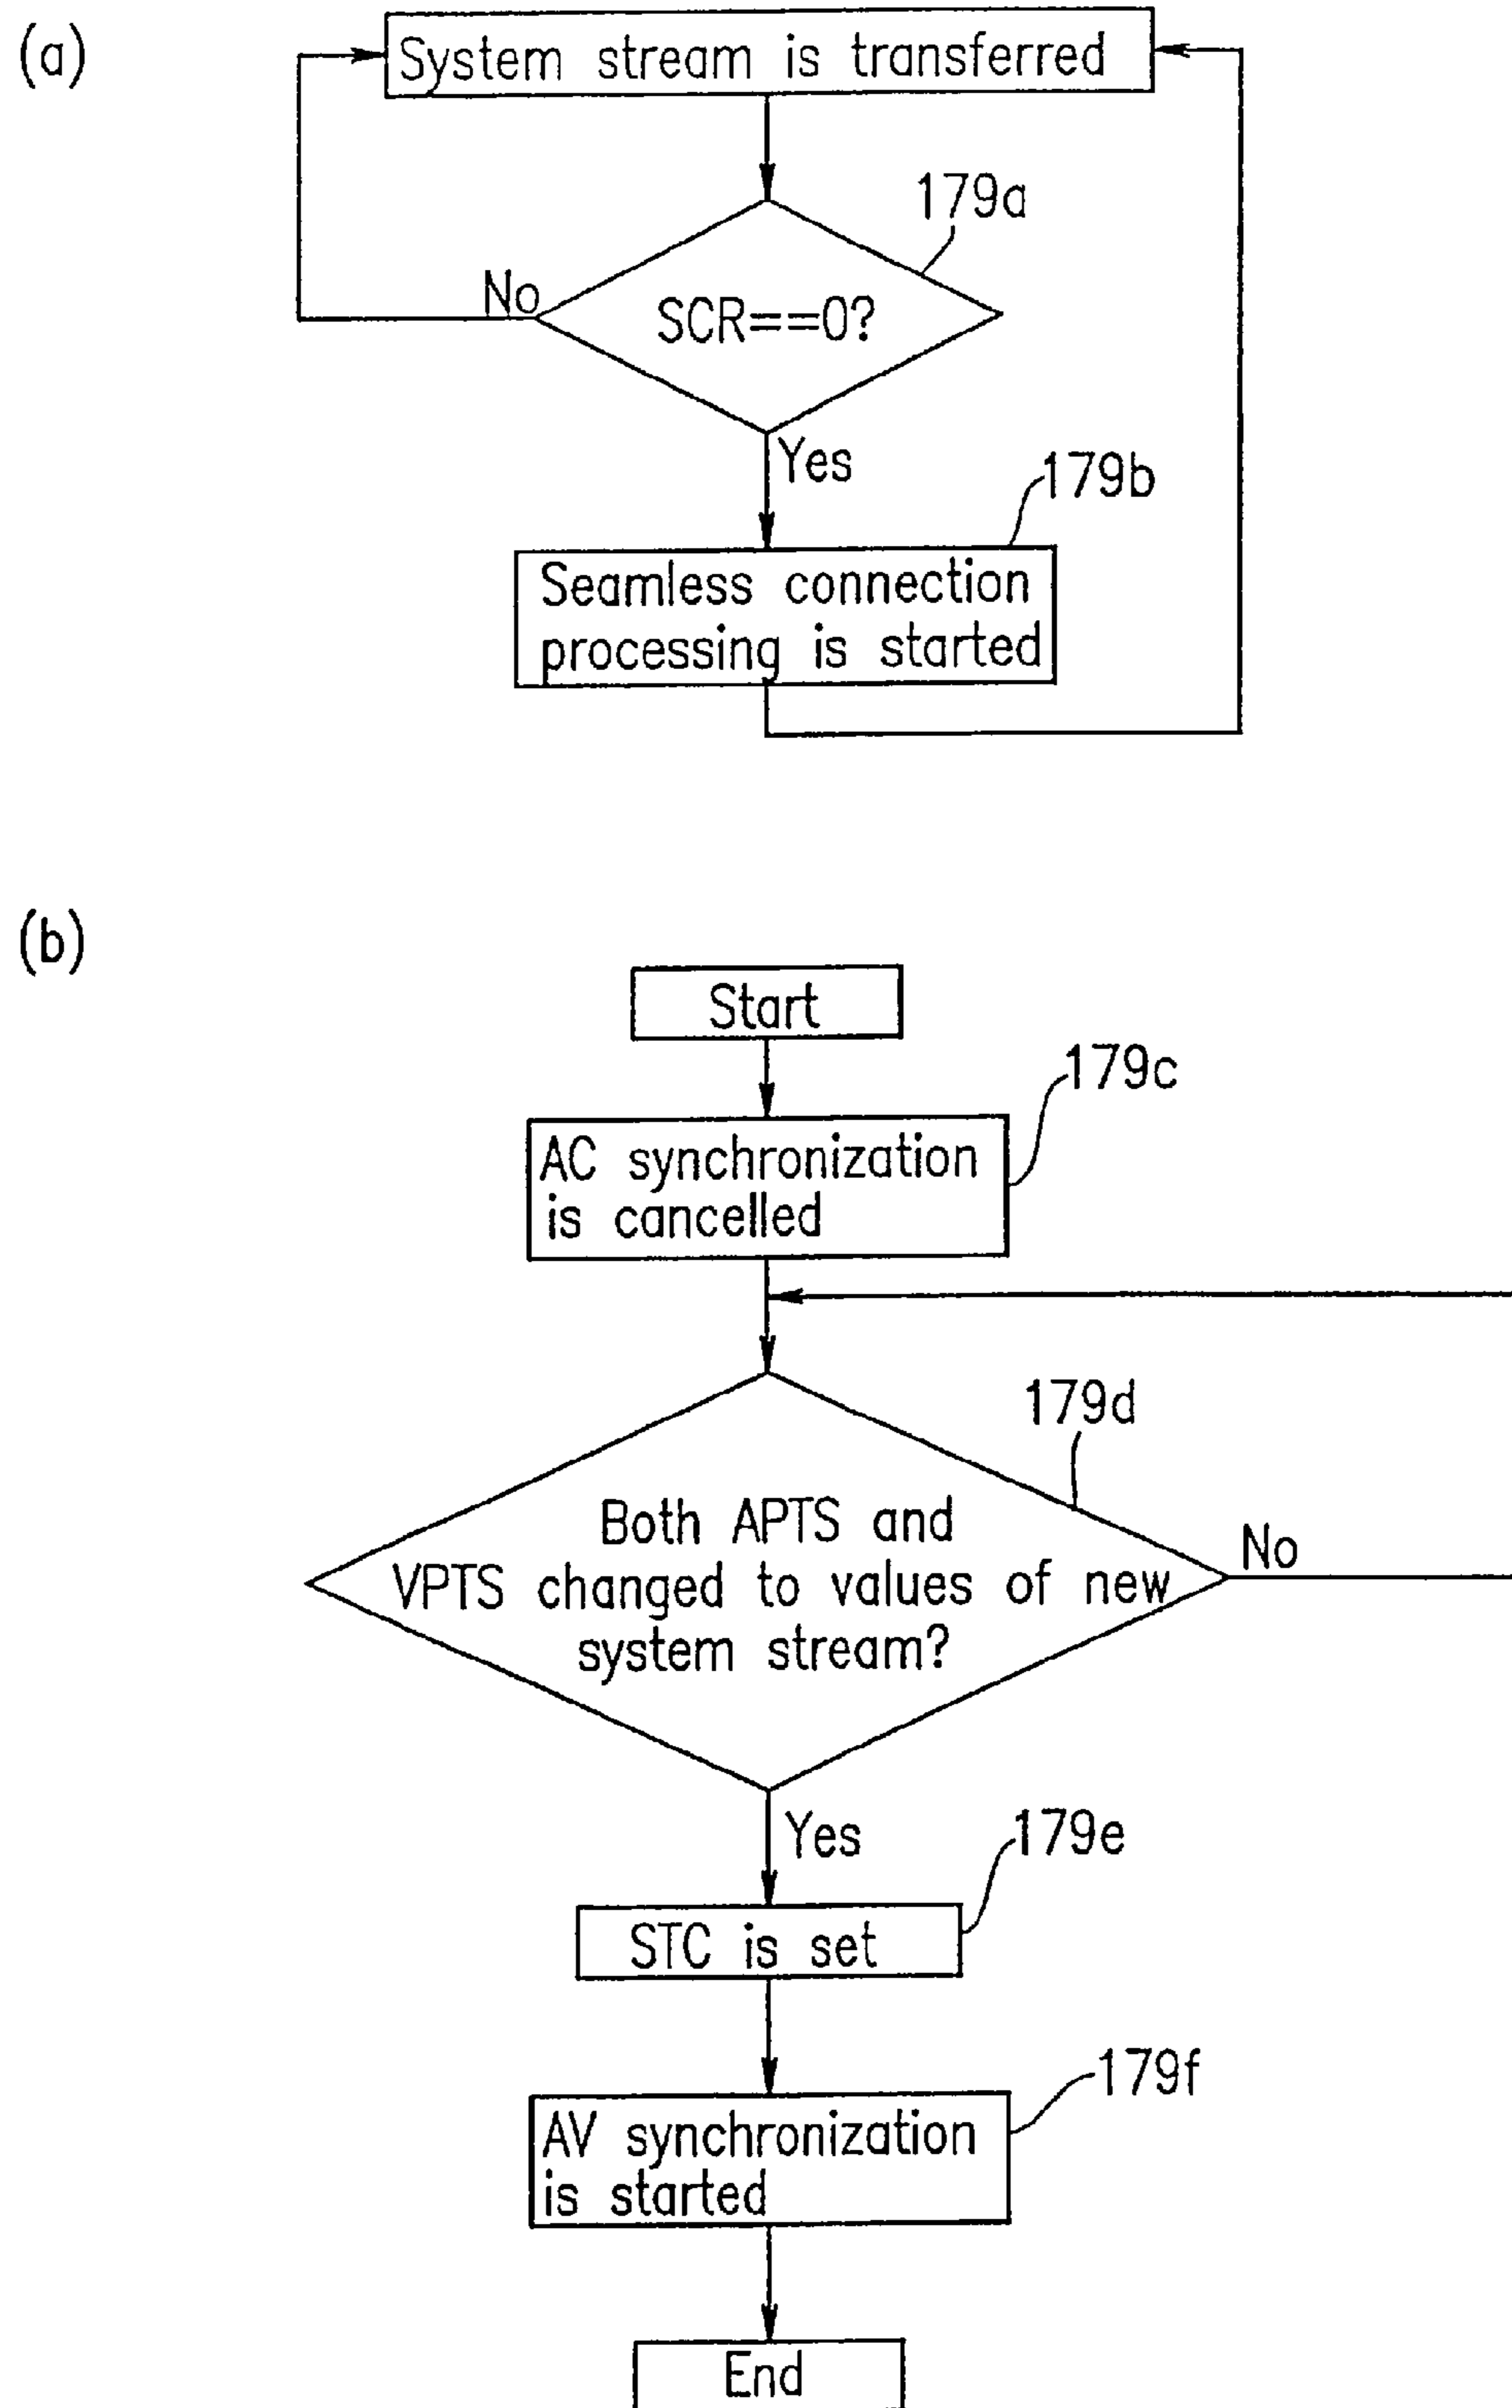 (a)
System stream is transferred
179a
No
SCR==0?
Yes
179b
Seamless connection
processing is started
(b)
Start
179c
AC synchronization
is cancelled
179d
Both APTS and
No
VPTS changed to values of new
system stream?
Yes
179e
STC is set
179f
AV synchronization
is started
End